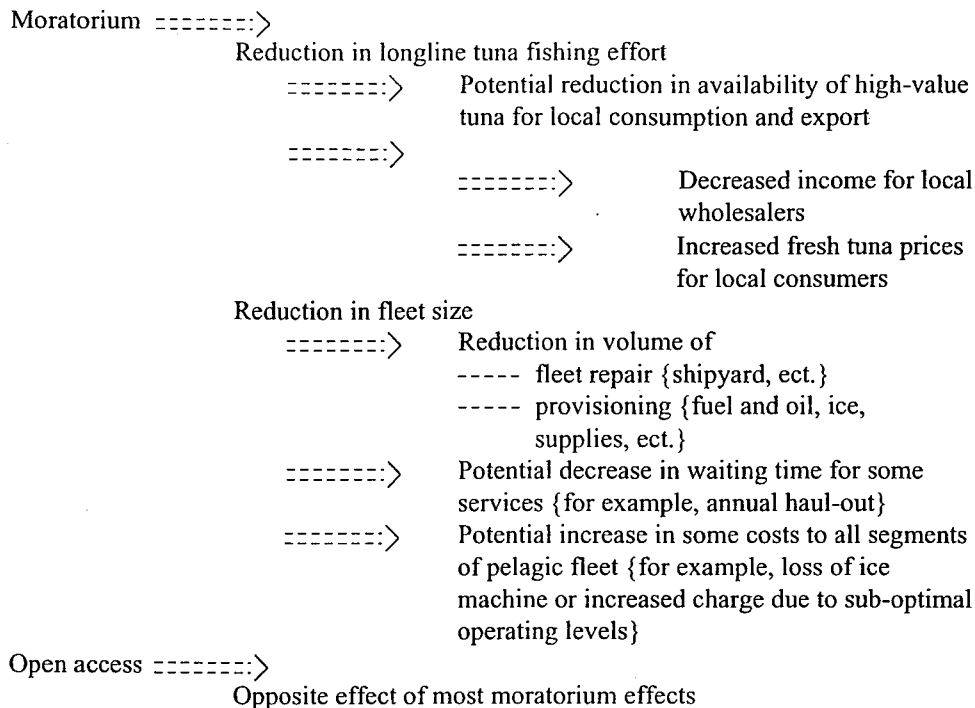 Moratorium =======:>
Reduction in longline tuna fishing effort
=======:> Potential reduction in availability of high-value
tuna for local consumption and export
=======:>
=======:> Decreased income for local
wholesalers
=======:> Increased fresh tuna prices
for local consumers
Reduction in fleet size
=======:> Reduction in volume of
----- fleet repair {shipyard, ect.}
----- provisioning {fuel and oil, ice,
supplies, ect.}
=======:> Potential decrease in waiting time for some
services {for example, annual haul-out}
=======:> Potential increase in some costs to all segments
of pelagic fleet {for example, loss of ice
machine or increased charge due to sub-optimal
operating levels}
Open access =======:>
Opposite effect of most moratorium effects